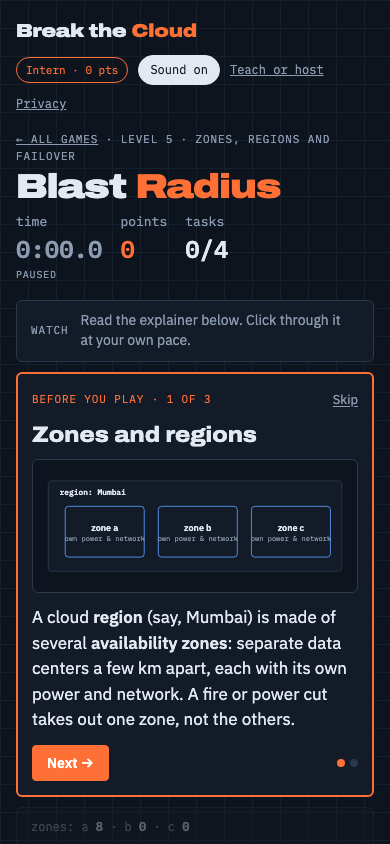 Break the Cloud
Intern · 0 pts
Sound on
Teach or host
Privacy
← ALL GAMES · LEVEL 5 · ZONES, REGIONS AND
FAILOVER
Blast Radius
time points tasks
0:00.0 0 0/4
PAUSED
WATCH
Read the explainer below. Click through it
at your own pace.
BEFORE YOU PLAY · 1 OF 3
Skip
Zones and regions
region: Mumbai
zone a zone b zone c
own power & network own power & network own power & network
A cloud region (say, Mumbai) is made of
several availability zones: separate data
centers a few km apart, each with its own
power and network. A fire or power cut
takes out one zone, not the others.
Next →
zones: a 8 · b 0 · c 0